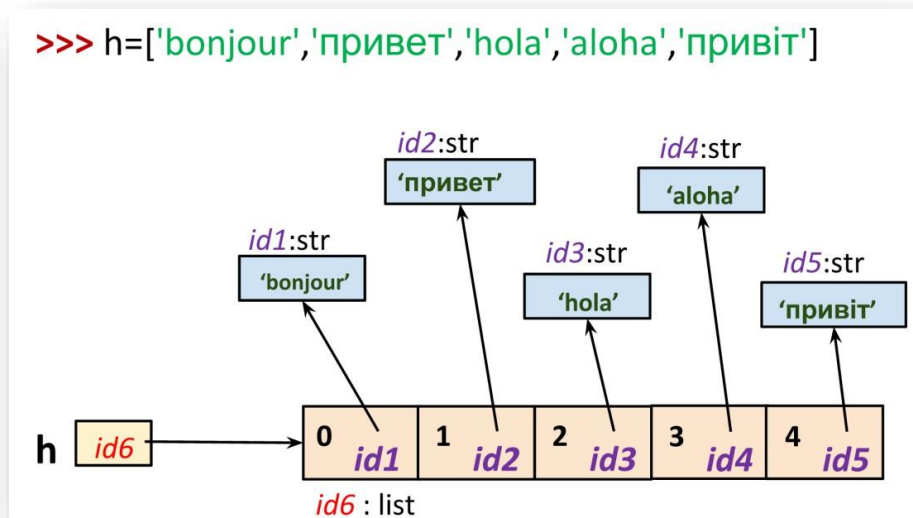 >>> h=['bonjour','привет','hola','aloha','привіт']
id2:str
‘привет’
id4:str
‘aloha’
id1:str
‘bonjour’
id3:str
‘hola’
id5:str
‘привіт’
h id6
0 id1
1 id2
2 id3
3 id4
4 id5
id6 : list